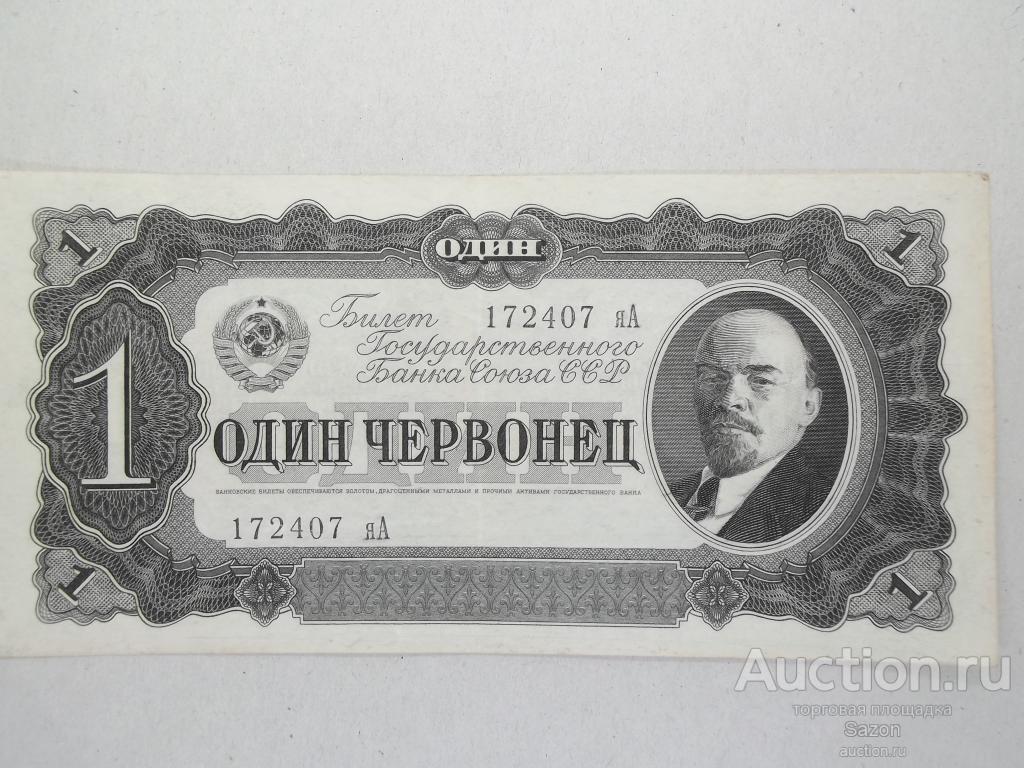 1 один 1
Билет 172407 яА
Государственного
Банка Союза ССР
1
ОДИН
ОДИН ЧЕРВОНЕЦ
БАНКОВСКИЕ БИЛЕТЫ ОБЕСПЕЧИВАЮТСЯ ЗОЛОТОМ, ДРАГОЦЕННЫМИ МЕТАЛЛАМИ И ПРОЧИМИ АКТИВАМИ ГОСУДАРСТВЕННОГО БАНКА
172407 яА
1 1
Auction.ru
торговая площадка
Sazon
auction.ru